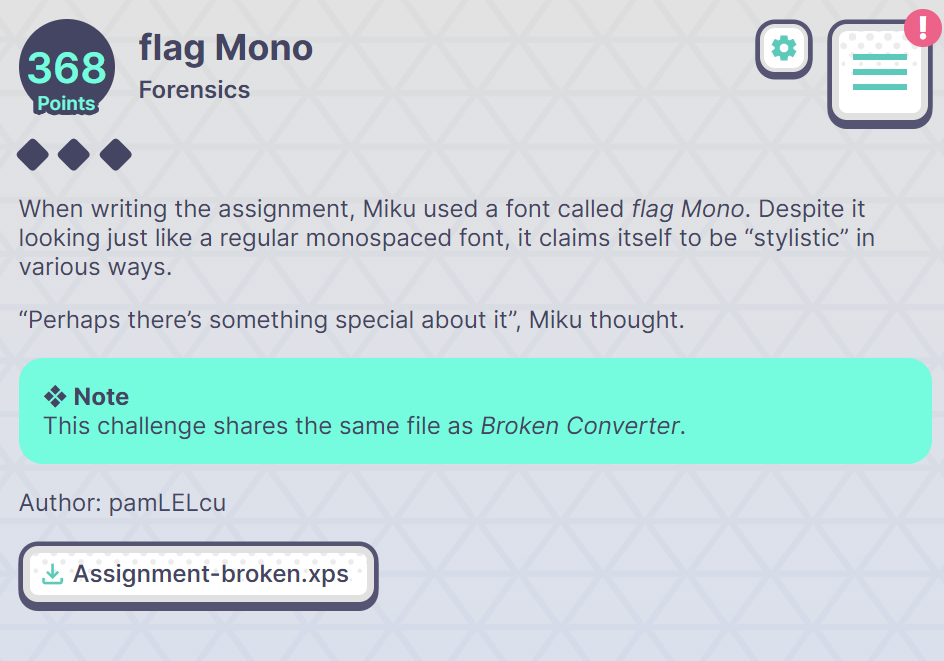 368
Points
flag Mono
Forensics
!
When writing the assignment, Miku used a font called flag Mono. Despite it
looking just like a regular monospaced font, it claims itself to be “stylistic” in
various ways.
“Perhaps there’s something special about it”, Miku thought.
❖ Note
This challenge shares the same file as Broken Converter.
Author: pamLELcu
Assignment-broken.xps